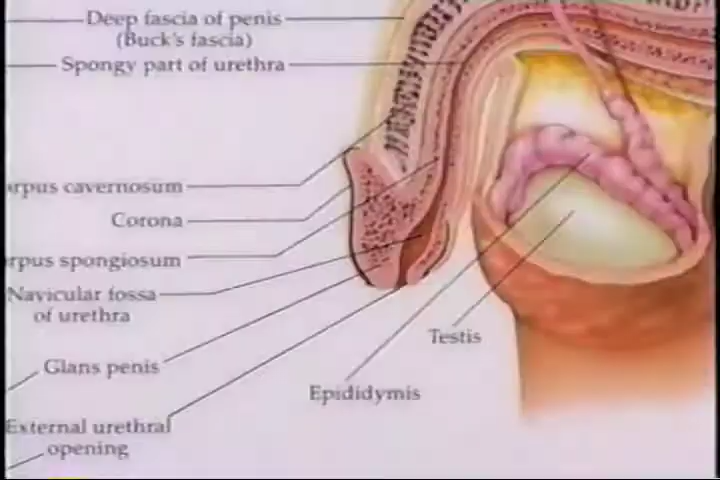 Deep fascia of penis
(Buck's fascia)
Spongy part of urethra
rpus cavernosum
Corona
rpus spongiosum
Navicular fossa
of urethra
Testis
Glans penis
Epididymis
External urethral
opening